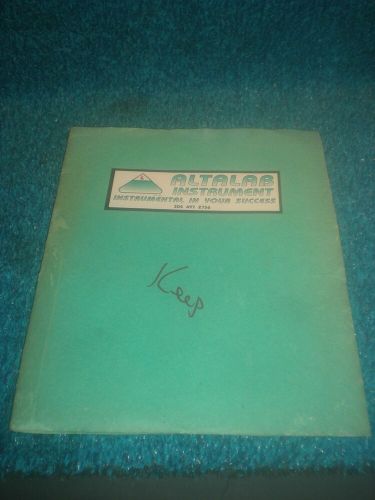 ALTALAB
INSTRUMENT
INSTRUMENTAL IN YOUR SUCCESS
Keep